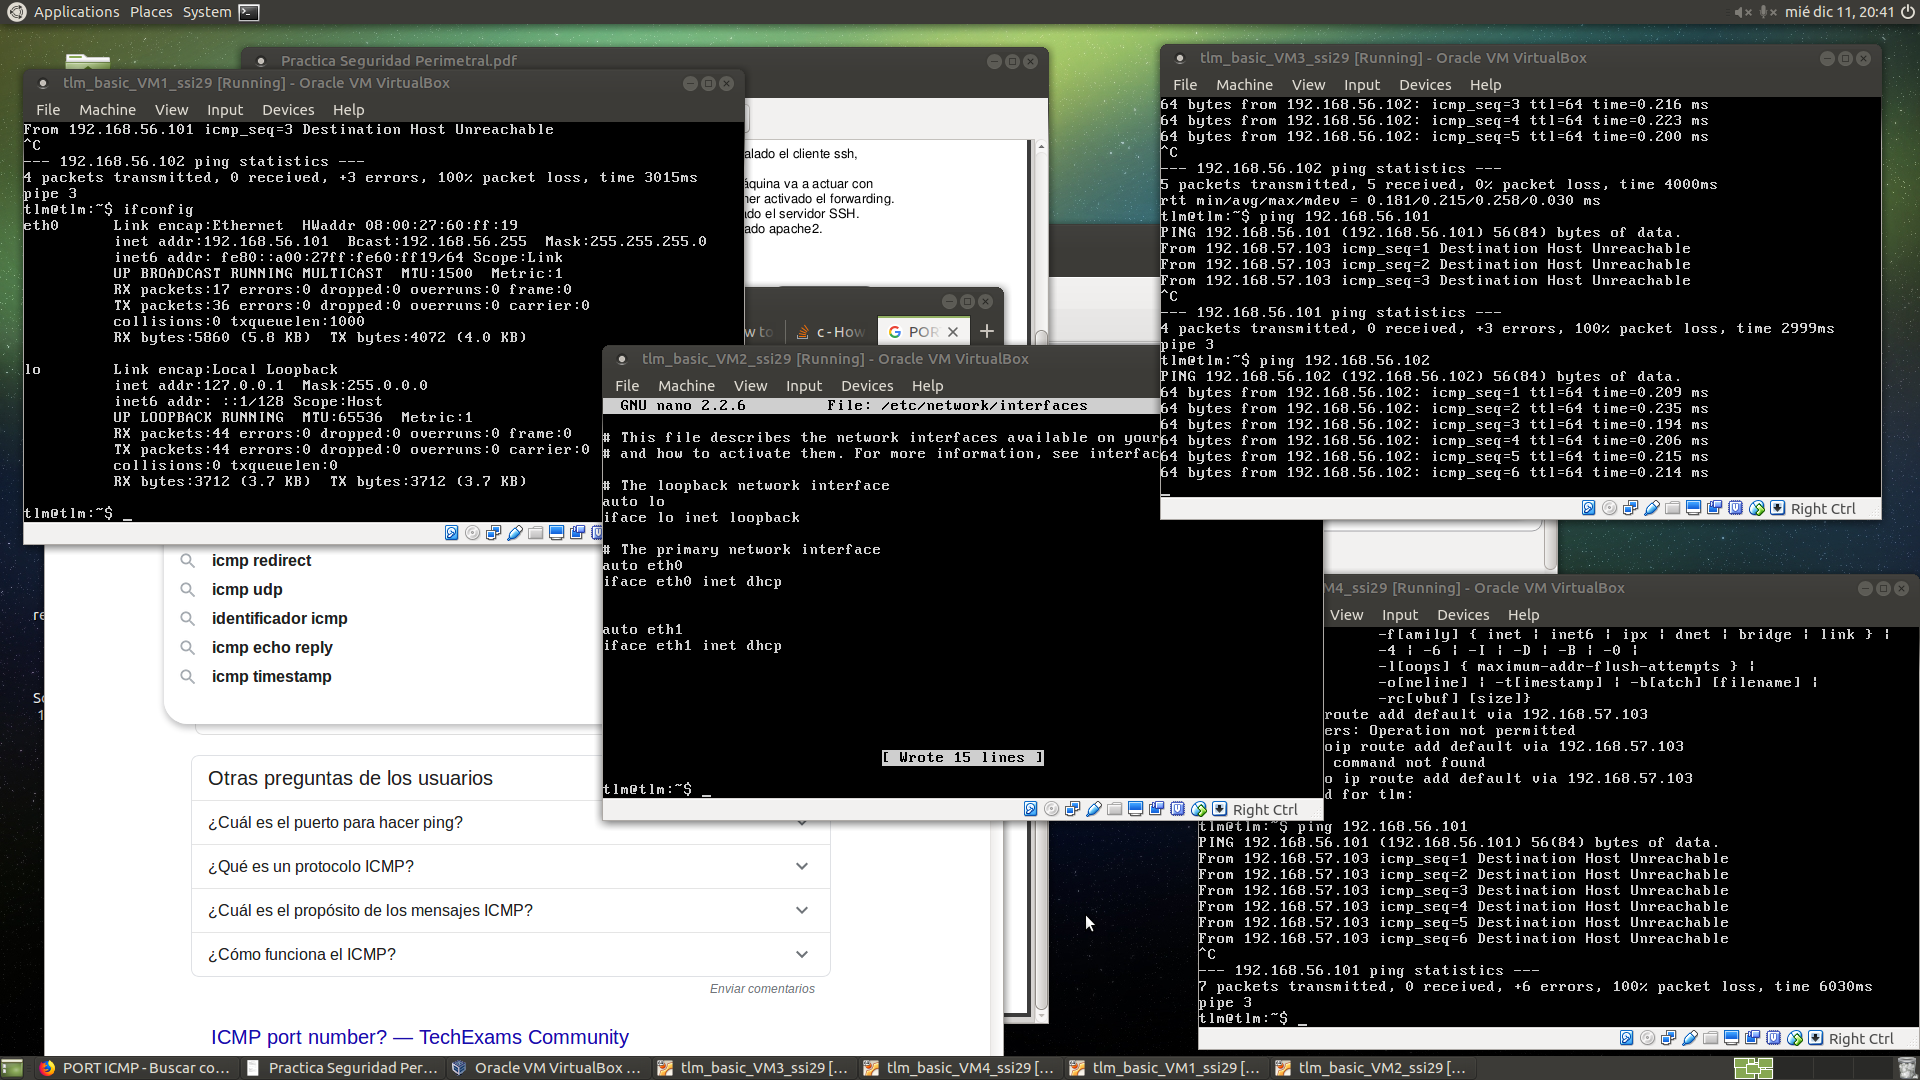 Applications Places System
mié dic 11, 20:41
Practica Seguridad Perimetral.pdf
alado el cliente ssh,
áquina va a actuar con
ner activado el forwarding.
ado el servidor SSH.
ado apache2.
tlm_basic_VM1_ssi29 [Running] - Oracle VM VirtualBox
File Machine View Input Devices Help
From 192.168.56.101 icmp_seq=3 Destination Host Unreachable
^C
--- 192.168.56.102 ping statistics ---
4 packets transmitted, 0 received, +3 errors, 100% packet loss, time 3015ms
pipe 3
tlm@tlm:~$ ifconfig
eth0      Link encap:Ethernet  HWaddr 08:00:27:60:ff:19
inet addr:192.168.56.101  Bcast:192.168.56.255  Mask:255.255.255.0
inet6 addr: fe80::a00:27ff:fe60:ff19/64 Scope:Link
UP BROADCAST RUNNING MULTICAST  MTU:1500  Metric:1
RX packets:17 errors:0 dropped:0 overruns:0 frame:0
TX packets:36 errors:0 dropped:0 overruns:0 carrier:0
collisions:0 txqueuelen:1000
RX bytes:5860 (5.8 KB)  TX bytes:4072 (4.0 KB)
lo        Link encap:Local Loopback
inet addr:127.0.0.1  Mask:255.0.0.0
inet6 addr: ::1/128 Scope:Host
UP LOOPBACK RUNNING  MTU:65536  Metric:1
RX packets:44 errors:0 dropped:0 overruns:0 frame:0
TX packets:44 errors:0 dropped:0 overruns:0 carrier:0
collisions:0 txqueuelen:0
RX bytes:3712 (3.7 KB)  TX bytes:3712 (3.7 KB)
tlm@tlm:~$ _
tlm_basic_VM3_ssi29 [Running] - Oracle VM VirtualBox
File Machine View Input Devices Help
64 bytes from 192.168.56.102: icmp_seq=3 ttl=64 time=0.216 ms
64 bytes from 192.168.56.102: icmp_seq=4 ttl=64 time=0.223 ms
64 bytes from 192.168.56.102: icmp_seq=5 ttl=64 time=0.200 ms
^C
--- 192.168.56.102 ping statistics ---
5 packets transmitted, 5 received, 0% packet loss, time 4000ms
rtt min/avg/max/mdev = 0.181/0.215/0.258/0.030 ms
tlm@tlm:~$ ping 192.168.56.101
PING 192.168.56.101 (192.168.56.101) 56(84) bytes of data.
From 192.168.57.103 icmp_seq=1 Destination Host Unreachable
From 192.168.57.103 icmp_seq=2 Destination Host Unreachable
From 192.168.57.103 icmp_seq=3 Destination Host Unreachable
^C
--- 192.168.56.101 ping statistics ---
4 packets transmitted, 0 received, +3 errors, 100% packet loss, time 2999ms
pipe 3
tlm@tlm:~$ ping 192.168.56.102
PING 192.168.56.102 (192.168.56.102) 56(84) bytes of data.
64 bytes from 192.168.56.102: icmp_seq=1 ttl=64 time=0.209 ms
64 bytes from 192.168.56.102: icmp_seq=2 ttl=64 time=0.235 ms
64 bytes from 192.168.56.102: icmp_seq=3 ttl=64 time=0.194 ms
64 bytes from 192.168.56.102: icmp_seq=4 ttl=64 time=0.206 ms
64 bytes from 192.168.56.102: icmp_seq=5 ttl=64 time=0.215 ms
64 bytes from 192.168.56.102: icmp_seq=6 ttl=64 time=0.214 ms
Right Ctrl
w to c - How POR
tlm_basic_VM2_ssi29 [Running] - Oracle VM VirtualBox
File Machine View Input Devices Help
GNU nano 2.2.6         File: /etc/network/interfaces
# This file describes the network interfaces available on your
# and how to activate them. For more information, see interfac
# The loopback network interface
auto lo
iface lo inet loopback
# The primary network interface
auto eth0
iface eth0 inet dhcp
auto eth1
iface eth1 inet dhcp
[ Wrote 15 lines ]
tlm@tlm:~$ _
Right Ctrl
M4_ssi29 [Running] - Oracle VM VirtualBox
View Input Devices Help
-f[amily] { inet | inet6 | ipx | dnet | bridge | link } |
-4 | -6 | -I | -D | -B | -0 |
-l[oops] { maximum-addr-flush-attempts } |
-o[neline] | -t[imestamp] | -b[atch] [filename] |
-rc[vbuf] [size]}
route add default via 192.168.57.103
ers: Operation not permitted
oip route add default via 192.168.57.103
command not found
o ip route add default via 192.168.57.103
d for tlm:
tlm@tlm:~$ ping 192.168.56.101
PING 192.168.56.101 (192.168.56.101) 56(84) bytes of data.
From 192.168.57.103 icmp_seq=1 Destination Host Unreachable
From 192.168.57.103 icmp_seq=2 Destination Host Unreachable
From 192.168.57.103 icmp_seq=3 Destination Host Unreachable
From 192.168.57.103 icmp_seq=4 Destination Host Unreachable
From 192.168.57.103 icmp_seq=5 Destination Host Unreachable
From 192.168.57.103 icmp_seq=6 Destination Host Unreachable
^C
--- 192.168.56.101 ping statistics ---
7 packets transmitted, 0 received, +6 errors, 100% packet loss, time 6030ms
pipe 3
tlm@tlm:~$ _
Right Ctrl
icmp redirect
icmp udp
identificador icmp
icmp echo reply
icmp timestamp
Otras preguntas de los usuarios
¿Cuál es el puerto para hacer ping?
¿Qué es un protocolo ICMP?
¿Cuál es el propósito de los mensajes ICMP?
¿Cómo funciona el ICMP?
Enviar comentarios
ICMP port number? — TechExams Community
PORT ICMP - Buscar co...
Practica Seguridad Per...
Oracle VM VirtualBox ...
tlm_basic_VM3_ssi29 [...
tlm_basic_VM4_ssi29 [...
tlm_basic_VM1_ssi29 [...
tlm_basic_VM2_ssi29 [...